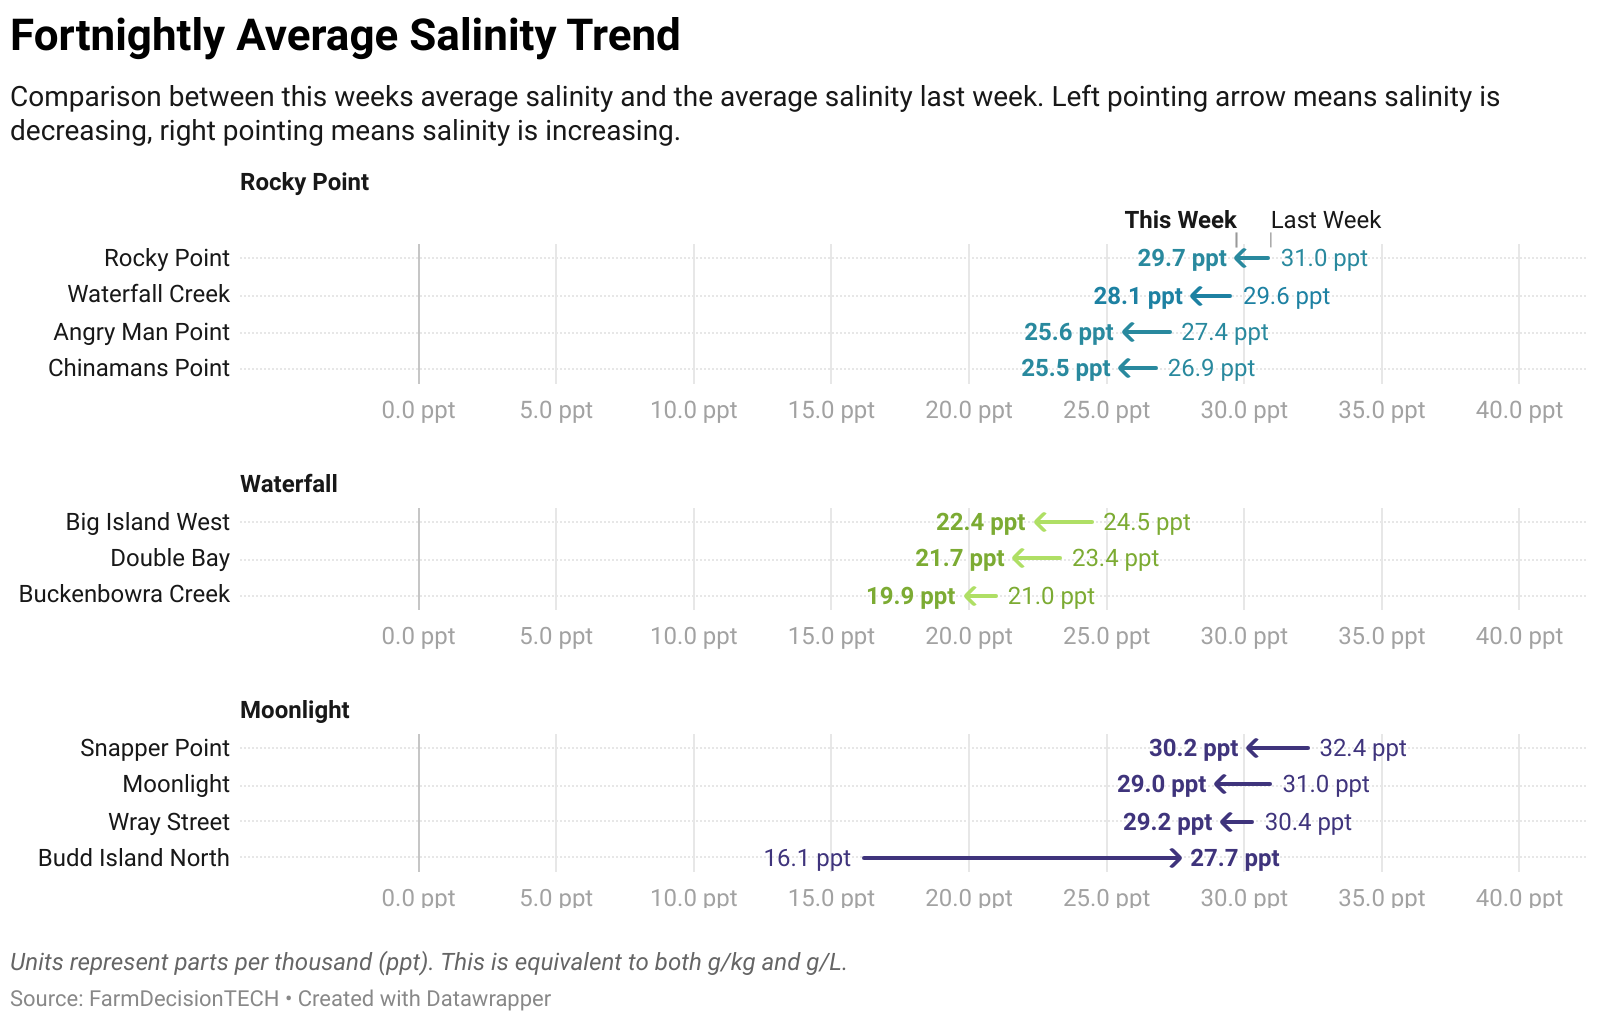 Fortnightly Average Salinity Trend
Comparison between this weeks average salinity and the average salinity last week. Left pointing arrow means salinity is
decreasing, right pointing means salinity is increasing.
Rocky Point
This Week Last Week
Rocky Point 29.7 ppt 31.0 ppt
Waterfall Creek 28.1 ppt 29.6 ppt
Angry Man Point 25.6 ppt 27.4 ppt
Chinamans Point 25.5 ppt 26.9 ppt
0.0 ppt 5.0 ppt 10.0 ppt 15.0 ppt 20.0 ppt 25.0 ppt 30.0 ppt 35.0 ppt 40.0 ppt
Waterfall
Big Island West 22.4 ppt 24.5 ppt
Double Bay 21.7 ppt 23.4 ppt
Buckenbowra Creek 19.9 ppt 21.0 ppt
0.0 ppt 5.0 ppt 10.0 ppt 15.0 ppt 20.0 ppt 25.0 ppt 30.0 ppt 35.0 ppt 40.0 ppt
Moonlight
Snapper Point 30.2 ppt 32.4 ppt
Moonlight 29.0 ppt 31.0 ppt
Wray Street 29.2 ppt 30.4 ppt
Budd Island North 16.1 ppt 27.7 ppt
0.0 ppt 5.0 ppt 10.0 ppt 15.0 ppt 20.0 ppt 25.0 ppt 30.0 ppt 35.0 ppt 40.0 ppt
Units represent parts per thousand (ppt). This is equivalent to both g/kg and g/L.
Source: FarmDecisionTECH • Created with Datawrapper